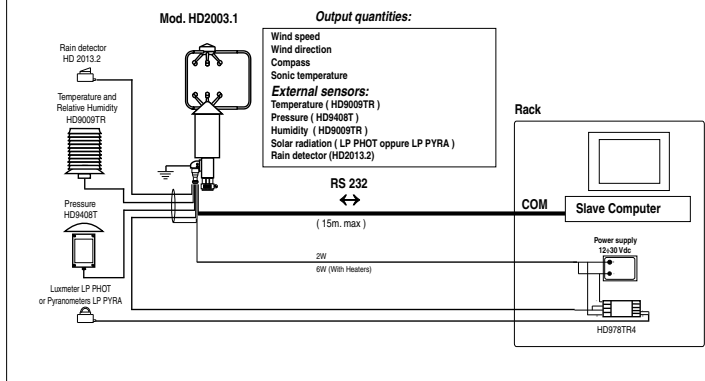 Mod. HD2003.1
Output quantities:
Wind speed
Wind direction
Compass
Sonic temperature
External sensors:
Temperature ( HD9009TR )
Pressure ( HD9408T )
Humidity  ( HD9009TR )
Solar radiation ( LP PHOT oppure LP PYRA )
Rain detector (HD2013.2)
Rain detector
HD 2013.2
Temperature and
Relative Humidity
HD9009TR
Pressure
HD9408T
Luxmeter LP PHOT
or Pyranometers LP PYRA
RS 232
( 15m. max )
2W
6W (With Heaters)
Rack
COM
Slave Computer
Power supply
12÷30 Vdc
HD978TR4